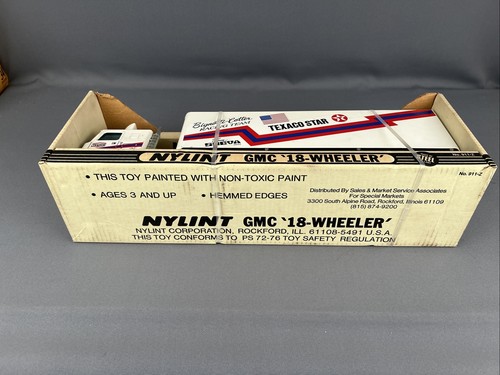 RACING TEAM
TEXACO STAR
NYLINT GMC '18-WHEELER'
STEEL
No. 911-Z
• THIS TOY PAINTED WITH NON-TOXIC PAINT
• AGES 3 AND UP • HEMMED EDGES
Distributed By Sales & Market Service Associates
For Special Markets
3300 South Alpine Road, Rockford, Illinois 61109
(815) 874-9200
NYLINT GMC '18-WHEELER'
NYLINT CORPORATION, ROCKFORD, ILL. 61108-5491 U.S.A.
THIS TOY CONFORMS TO PS 72-76 TOY SAFETY REGULATION